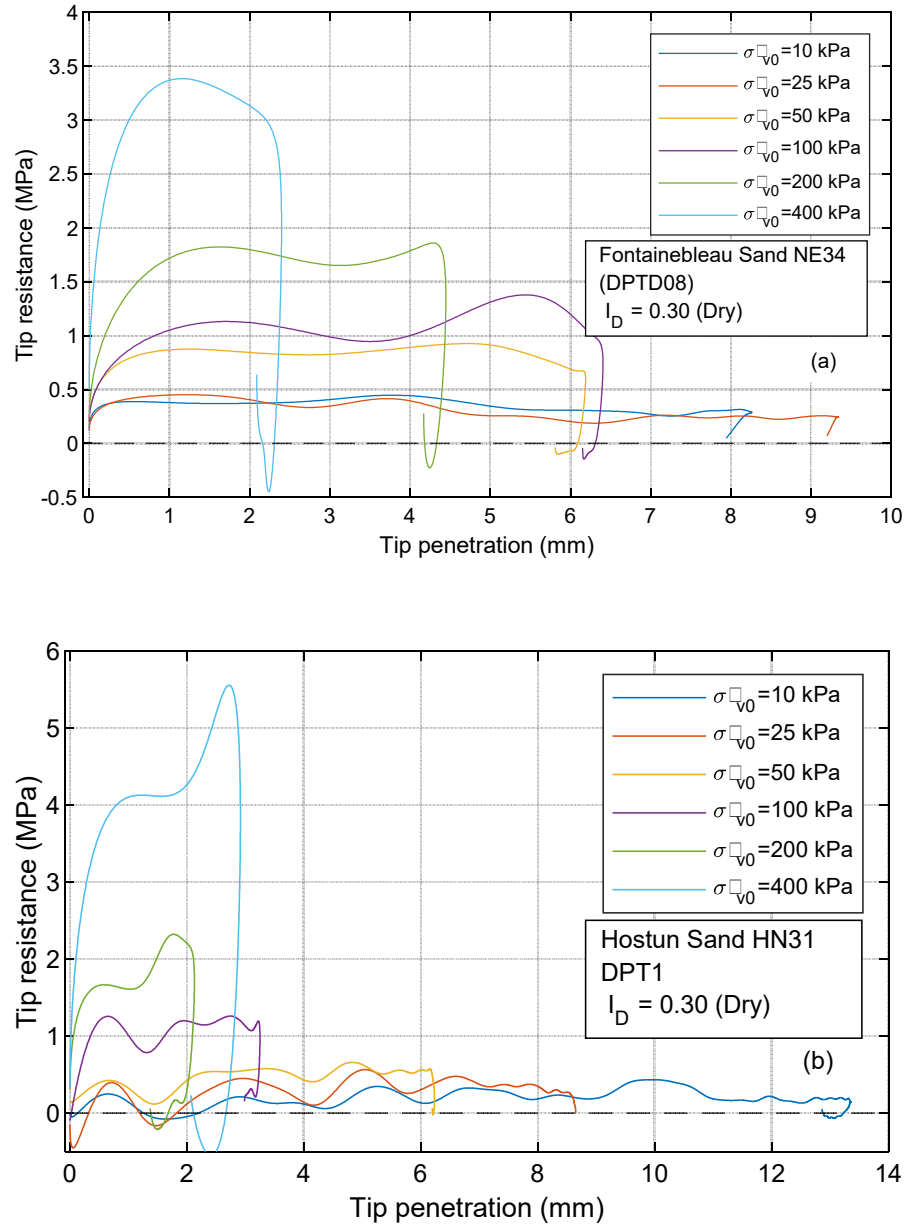 4
3.5
3
2.5
2
1.5
1
0.5
0
-0.5
Tip resistance (MPa)
σ□v0=10 kPa
σ□v0=25 kPa
σ□v0=50 kPa
σ□v0=100 kPa
σ□v0=200 kPa
σ□v0=400 kPa
Fontainebleau Sand NE34
(DPTD08)
I_D = 0.30 (Dry)
(a)
0 1 2 3 4 5 6 7 8 9 10
Tip penetration (mm)
6
5
4
3
2
1
0
Tip resistance (MPa)
σ□v0=10 kPa
σ□v0=25 kPa
σ□v0=50 kPa
σ□v0=100 kPa
σ□v0=200 kPa
σ□v0=400 kPa
Hostun Sand HN31
DPT1
I_D = 0.30 (Dry)
(b)
0 2 4 6 8 10 12 14
Tip penetration (mm)